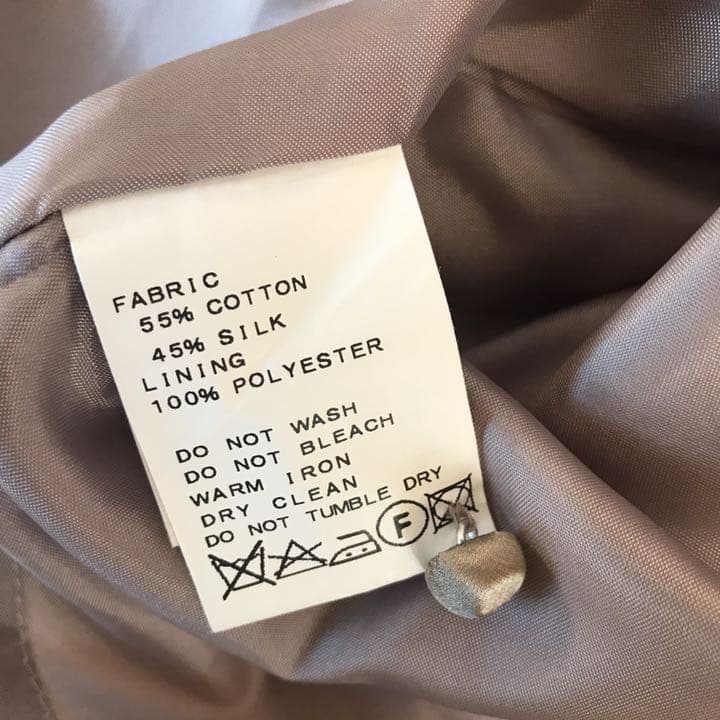 FABRIC
55% COTTON
45% SILK
LINING
100% POLYESTER
DO NOT WASH
DO NOT BLEACH
WARM IRON
DRY CLEAN
DO NOT TUMBLE DRY
F